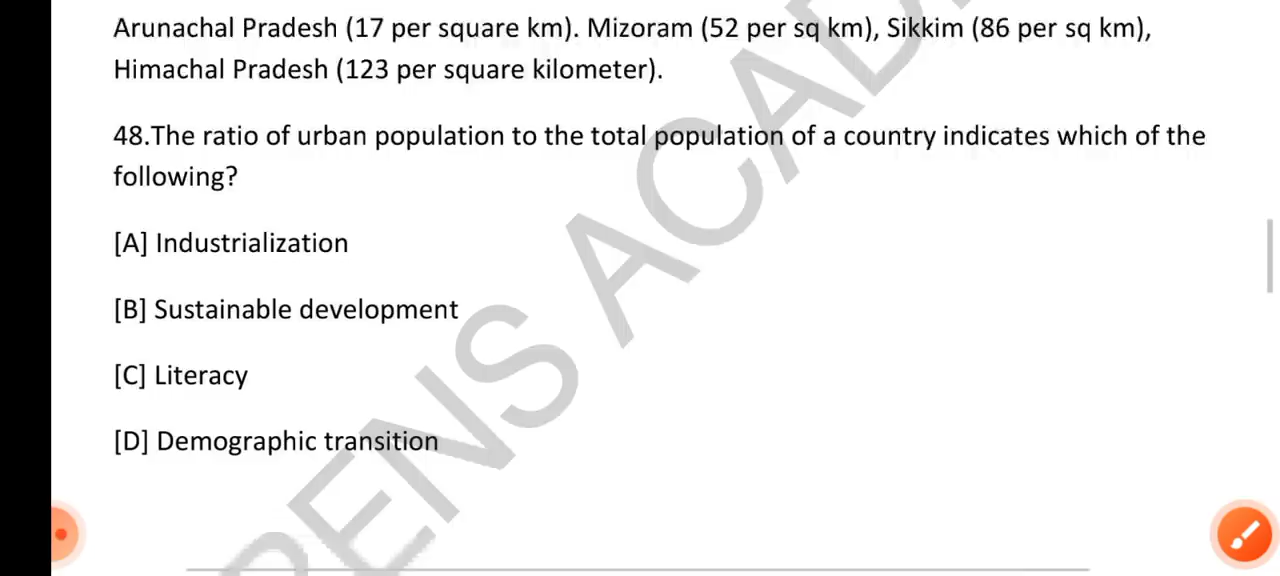 Arunachal Pradesh (17 per square km). Mizoram (52 per sq km), Sikkim (86 per sq km),
Himachal Pradesh (123 per square kilometer).
48.The ratio of urban population to the total population of a country indicates which of the
following?
[A] Industrialization
[B] Sustainable development
[C] Literacy
[D] Demographic transition
ENS ACAD